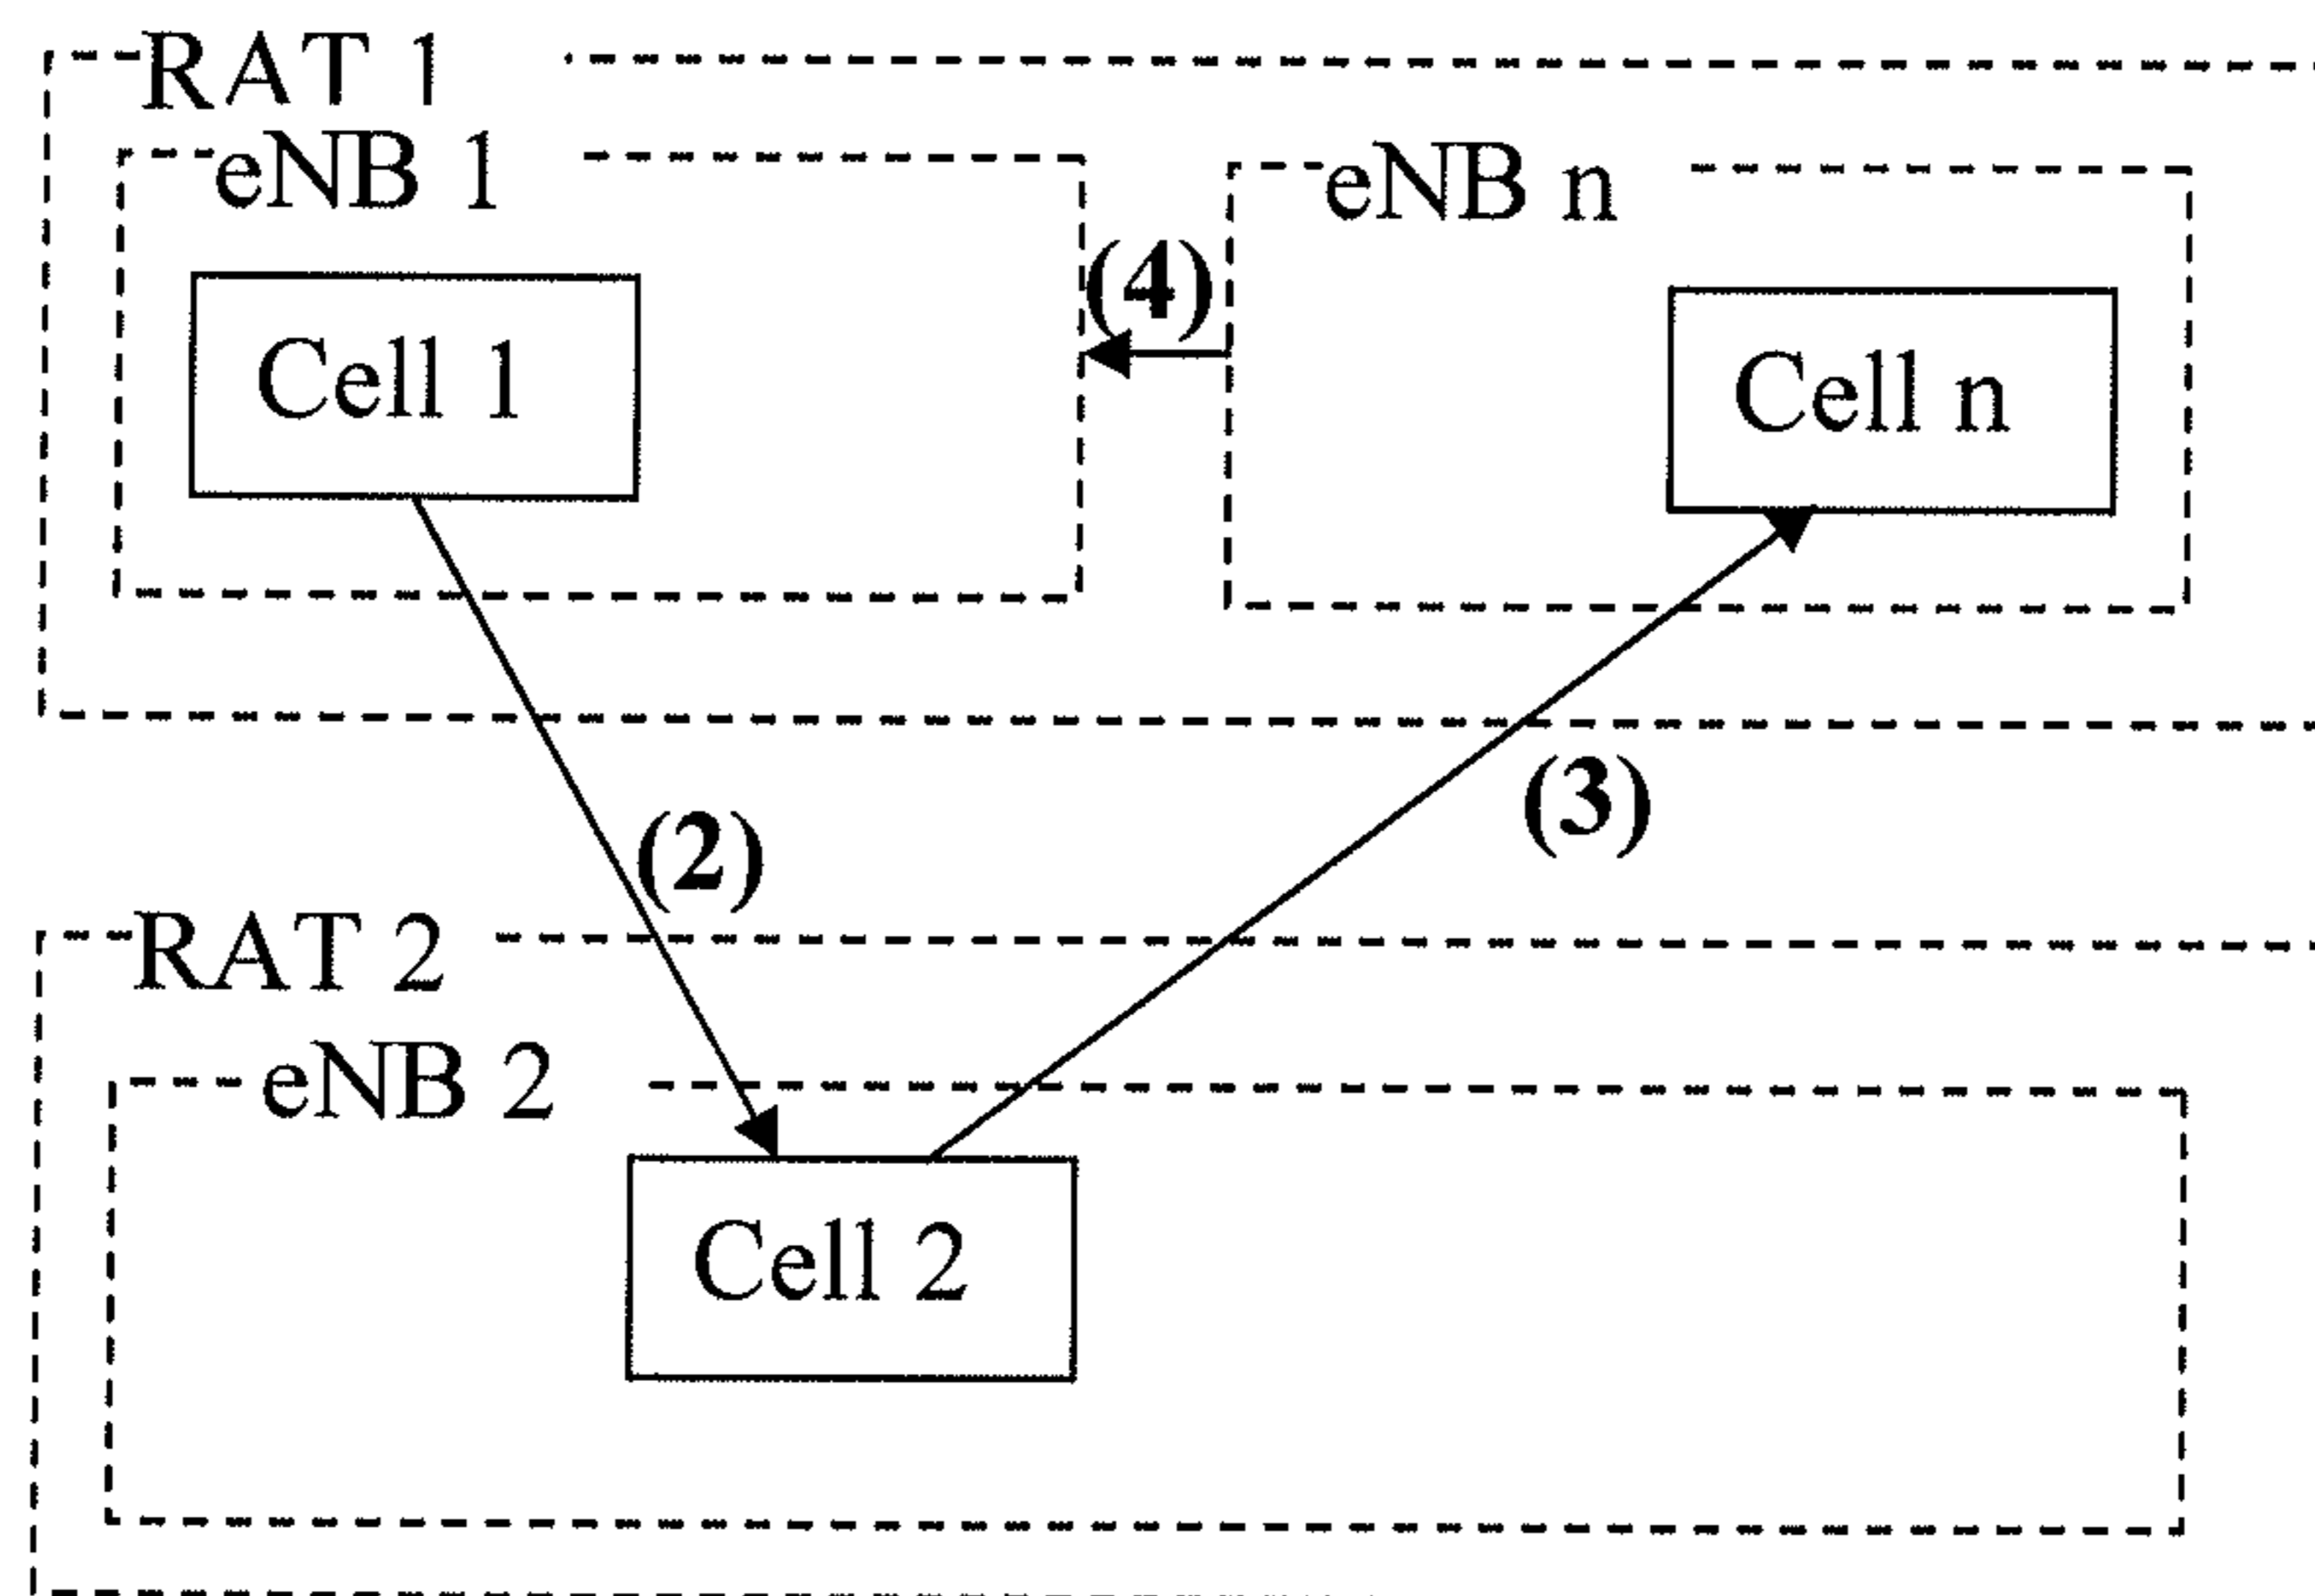 RAT 1
eNB 1
eNB n
(4)
Cell 1
Cell n
(3)
(2)
RAT 2
eNB 2
Cell 2